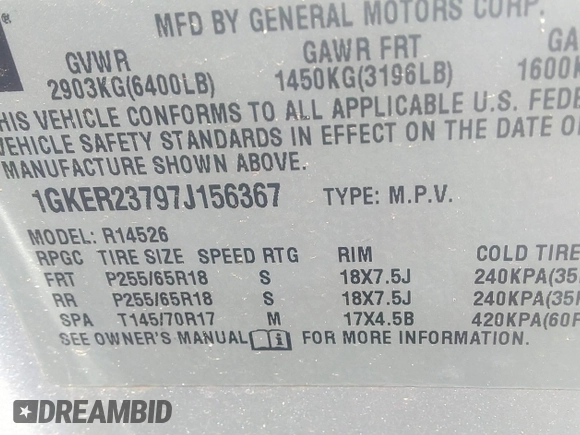 ®
MFD BY GENERAL MOTORS CORP.
GVWR GAWR FRT GA
2903KG(6400LB) 1450KG(3196LB) 1600K
HIS VEHICLE CONFORMS TO ALL APPLICABLE U.S. FEDE
VEHICLE SAFETY STANDARDS IN EFFECT ON THE DATE O
MANUFACTURE SHOWN ABOVE.
1GKER23797J156367 TYPE: M.P.V.
MODEL: R14526
RPGC TIRE SIZE SPEED RTG RIM COLD TIRE
FRT P255/65R18 S 18X7.5J 240KPA(35
RR P255/65R18 S 18X7.5J 240KPA(35
SPA T145/70R17 M 17X4.5B 420KPA(60
SEE OWNER'S MANUAL i FOR MORE INFORMATION.
DREAMBID